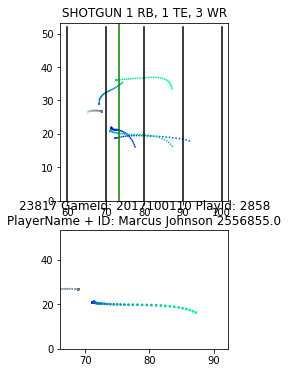 SHOTGUN 1 RB, 1 TE, 3 WR
50
40
30
20
10
0
60 70 80 90 100
23817 GameId: 2017100110 PlayId: 2858
PlayerName + ID: Marcus Johnson 2556855.0
40
20
0
70 80 90